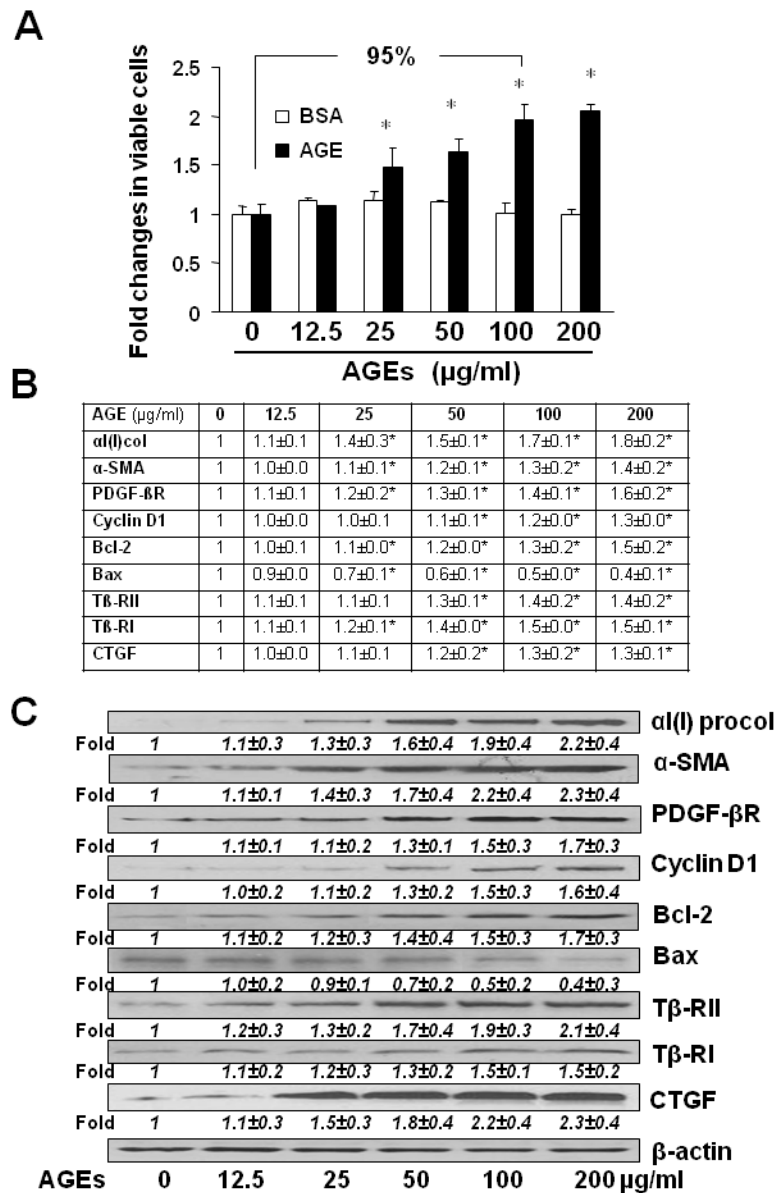 A
95%
2.5
2
1.5
1
0.5
0
Fold changes in viable cells
BSA
AGE
* * * *
0 12.5 25 50 100 200
AGEs (µg/ml)
B
AGE (µg/ml) 0 12.5 25 50 100 200
αI(I)col 1 1.1±0.1 1.4±0.3* 1.5±0.1* 1.7±0.1* 1.8±0.2*
α-SMA 1 1.0±0.0 1.1±0.1* 1.2±0.1* 1.3±0.2* 1.4±0.2*
PDGF-ßR 1 1.1±0.1 1.2±0.2* 1.3±0.1* 1.4±0.1* 1.6±0.2*
Cyclin D1 1 1.0±0.0 1.0±0.1 1.1±0.1* 1.2±0.0* 1.3±0.0*
Bcl-2 1 1.0±0.1 1.1±0.0* 1.2±0.0* 1.3±0.2* 1.5±0.2*
Bax 1 0.9±0.0 0.7±0.1* 0.6±0.1* 0.5±0.0* 0.4±0.1*
Tß-RII 1 1.1±0.1 1.1±0.1 1.3±0.1* 1.4±0.2* 1.4±0.2*
Tß-RI 1 1.1±0.1 1.2±0.1* 1.4±0.0* 1.5±0.0* 1.5±0.1*
CTGF 1 1.0±0.0 1.1±0.1 1.2±0.2* 1.3±0.2* 1.3±0.1*
C
αI(I) procol
Fold 1 1.1±0.3 1.3±0.3 1.6±0.4 1.9±0.4 2.2±0.4
α-SMA
Fold 1 1.1±0.1 1.4±0.3 1.7±0.4 2.2±0.4 2.3±0.4
PDGF-βR
Fold 1 1.1±0.1 1.1±0.2 1.3±0.1 1.5±0.3 1.7±0.3
Cyclin D1
Fold 1 1.0±0.2 1.1±0.2 1.3±0.2 1.5±0.3 1.6±0.4
Bcl-2
Fold 1 1.1±0.2 1.2±0.3 1.4±0.4 1.5±0.3 1.7±0.3
Bax
Fold 1 1.0±0.2 0.9±0.1 0.7±0.2 0.5±0.2 0.4±0.3
Tβ-RII
Fold 1 1.2±0.3 1.3±0.2 1.7±0.4 1.9±0.3 2.1±0.4
Tβ-RI
Fold 1 1.1±0.2 1.2±0.3 1.3±0.2 1.5±0.1 1.5±0.2
CTGF
Fold 1 1.1±0.3 1.5±0.3 1.8±0.4 2.2±0.4 2.3±0.4
β-actin
AGEs 0 12.5 25 50 100 200 µg/ml